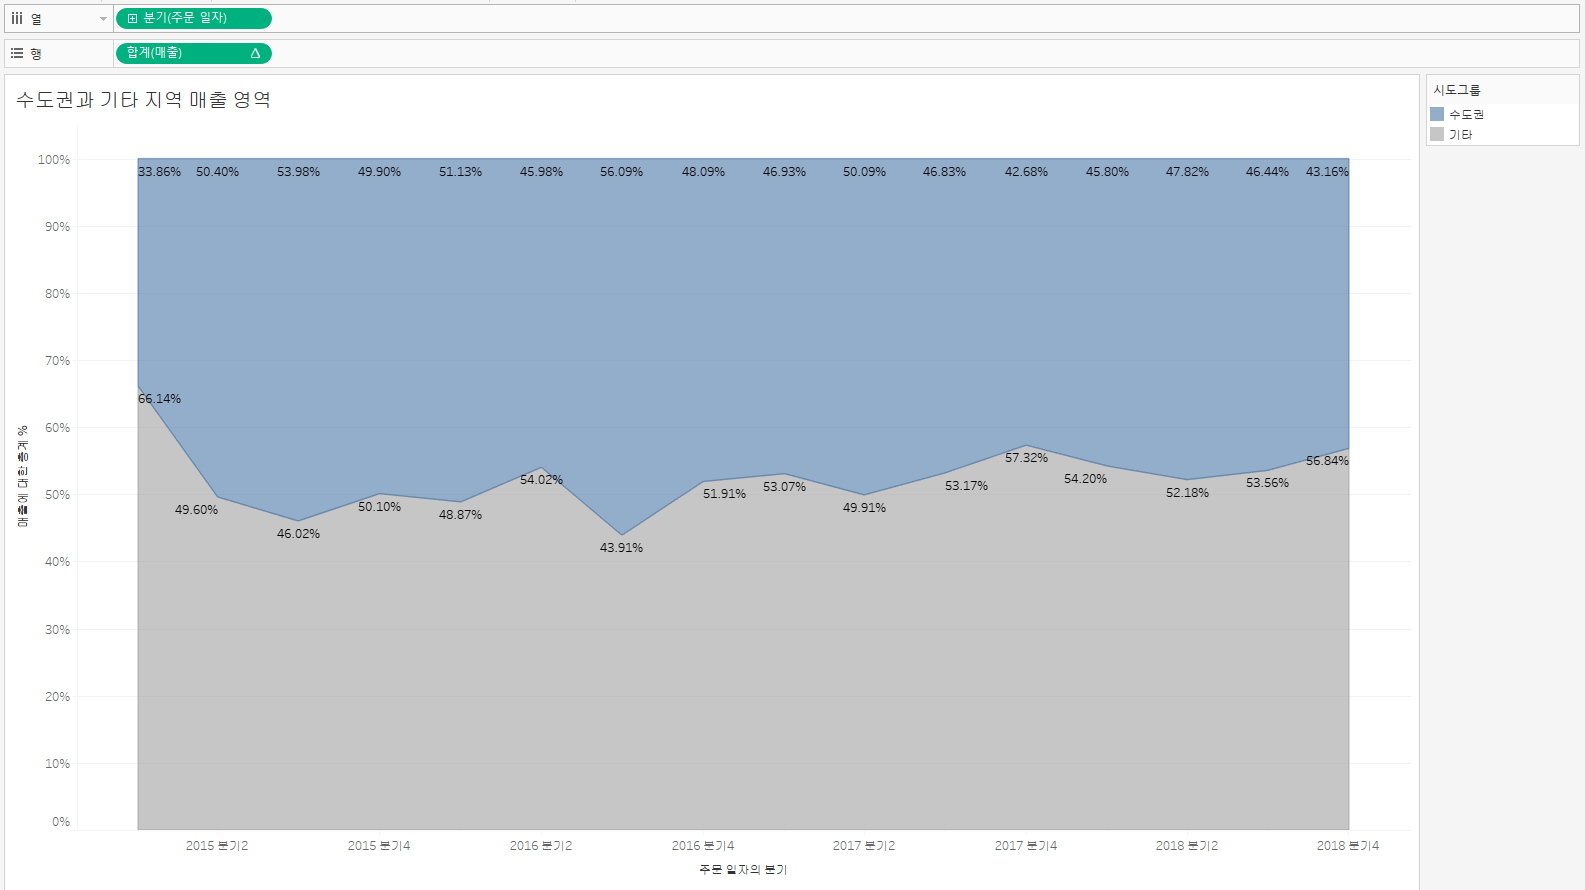 열
분기(주문 일자)
행
합계(매출)
수도권과 기타 지역 매출 영역
시도그룹
수도권
기타
100%
90%
80%
70%
60%
50%
40%
30%
20%
10%
0%
매출에 대한 총계 %
33.86% 50.40% 53.98% 49.90% 51.13% 45.98% 56.09% 48.09% 46.93% 50.09% 46.83% 42.68% 45.80% 47.82% 46.44% 43.16%
66.14% 49.60% 46.02% 50.10% 48.87% 54.02% 43.91% 51.91% 53.07% 49.91% 53.17% 57.32% 54.20% 52.18% 53.56% 56.84%
2015 분기2 2015 분기4 2016 분기2 2016 분기4 2017 분기2 2017 분기4 2018 분기2 2018 분기4
주문 일자의 분기